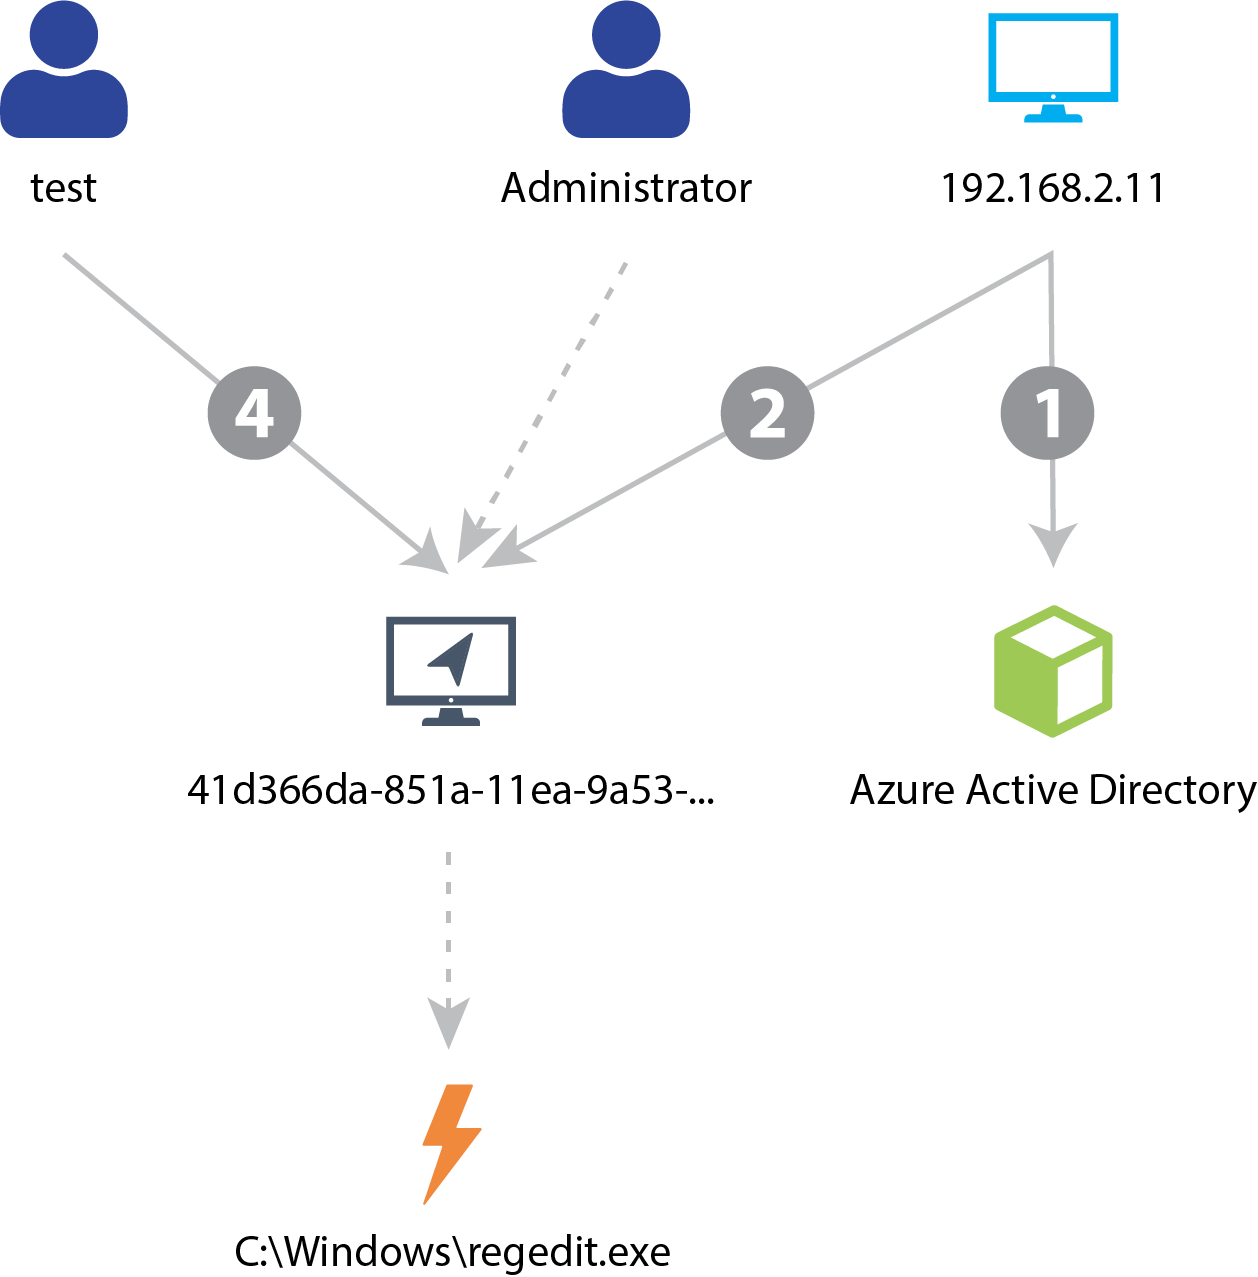 test
Administrator
192.168.2.11
4
2
1
41d366da-851a-11ea-9a53-...
Azure Active Directory
C:\Windows\regedit.exe